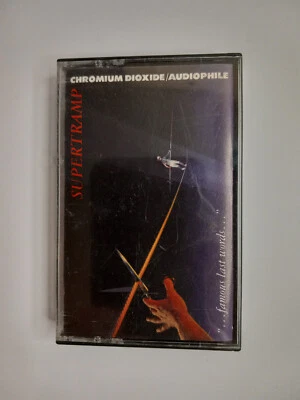 CHROMIUM DIOXIDE/AUDIOPHILE
SUPERTRAMP
"...famous last words..."